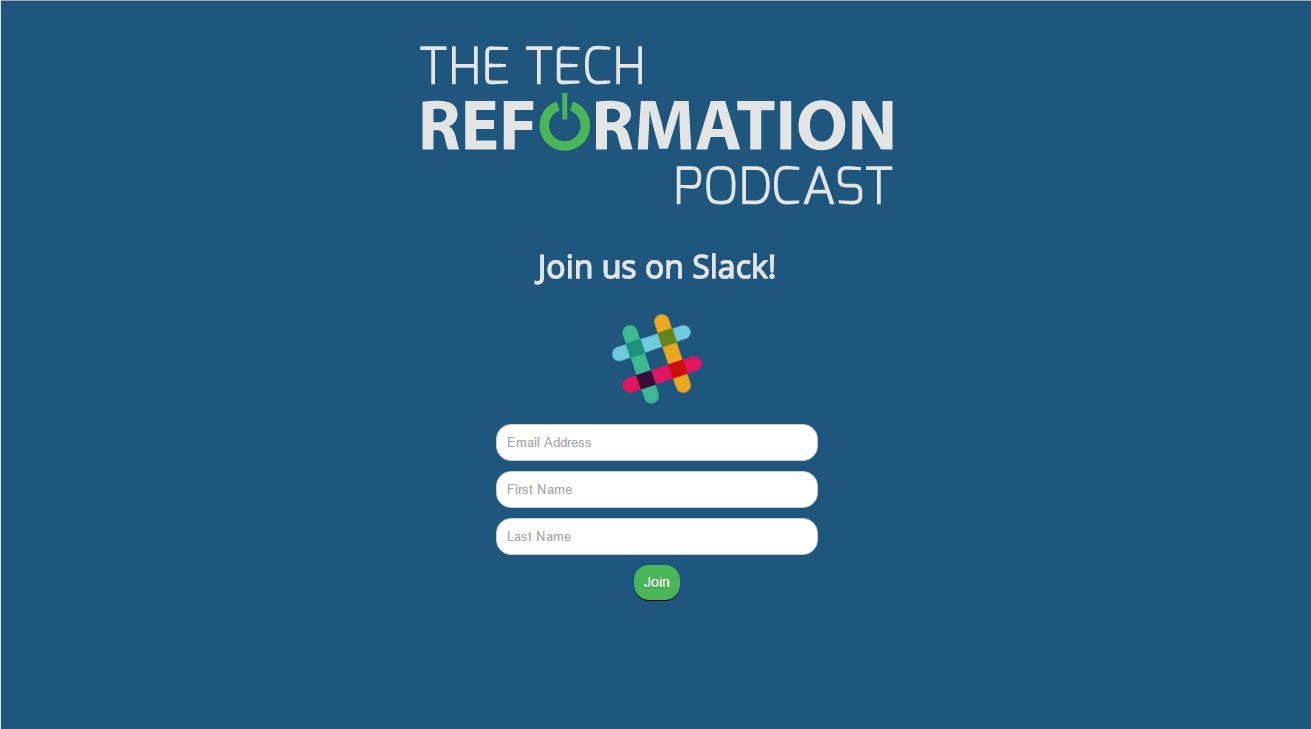 THE TECH
REFORMATION
PODCAST
Join us on Slack!
Email Address
First Name
Last Name
Join